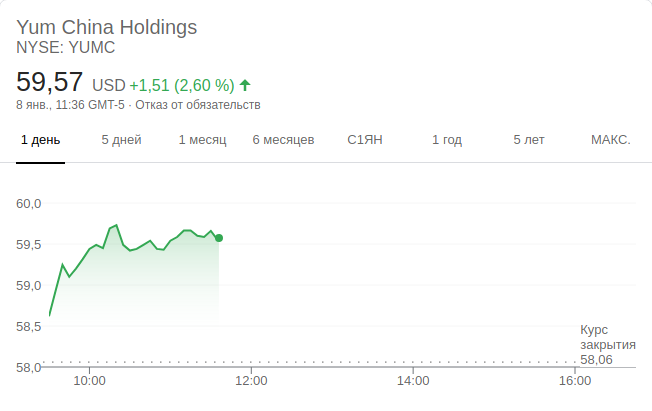 Yum China Holdings
NYSE: YUMC
59,57 USD +1,51 (2,60 %)
8 янв., 11:36 GMT-5 · Отказ от обязательств
1 день 5 дней 1 месяц 6 месяцев С1ЯН 1 год 5 лет МАКС.
60,0
59,5
59,0
58,5
Курс
закрытия
58,06
58,0
10:00 12:00 14:00 16:00